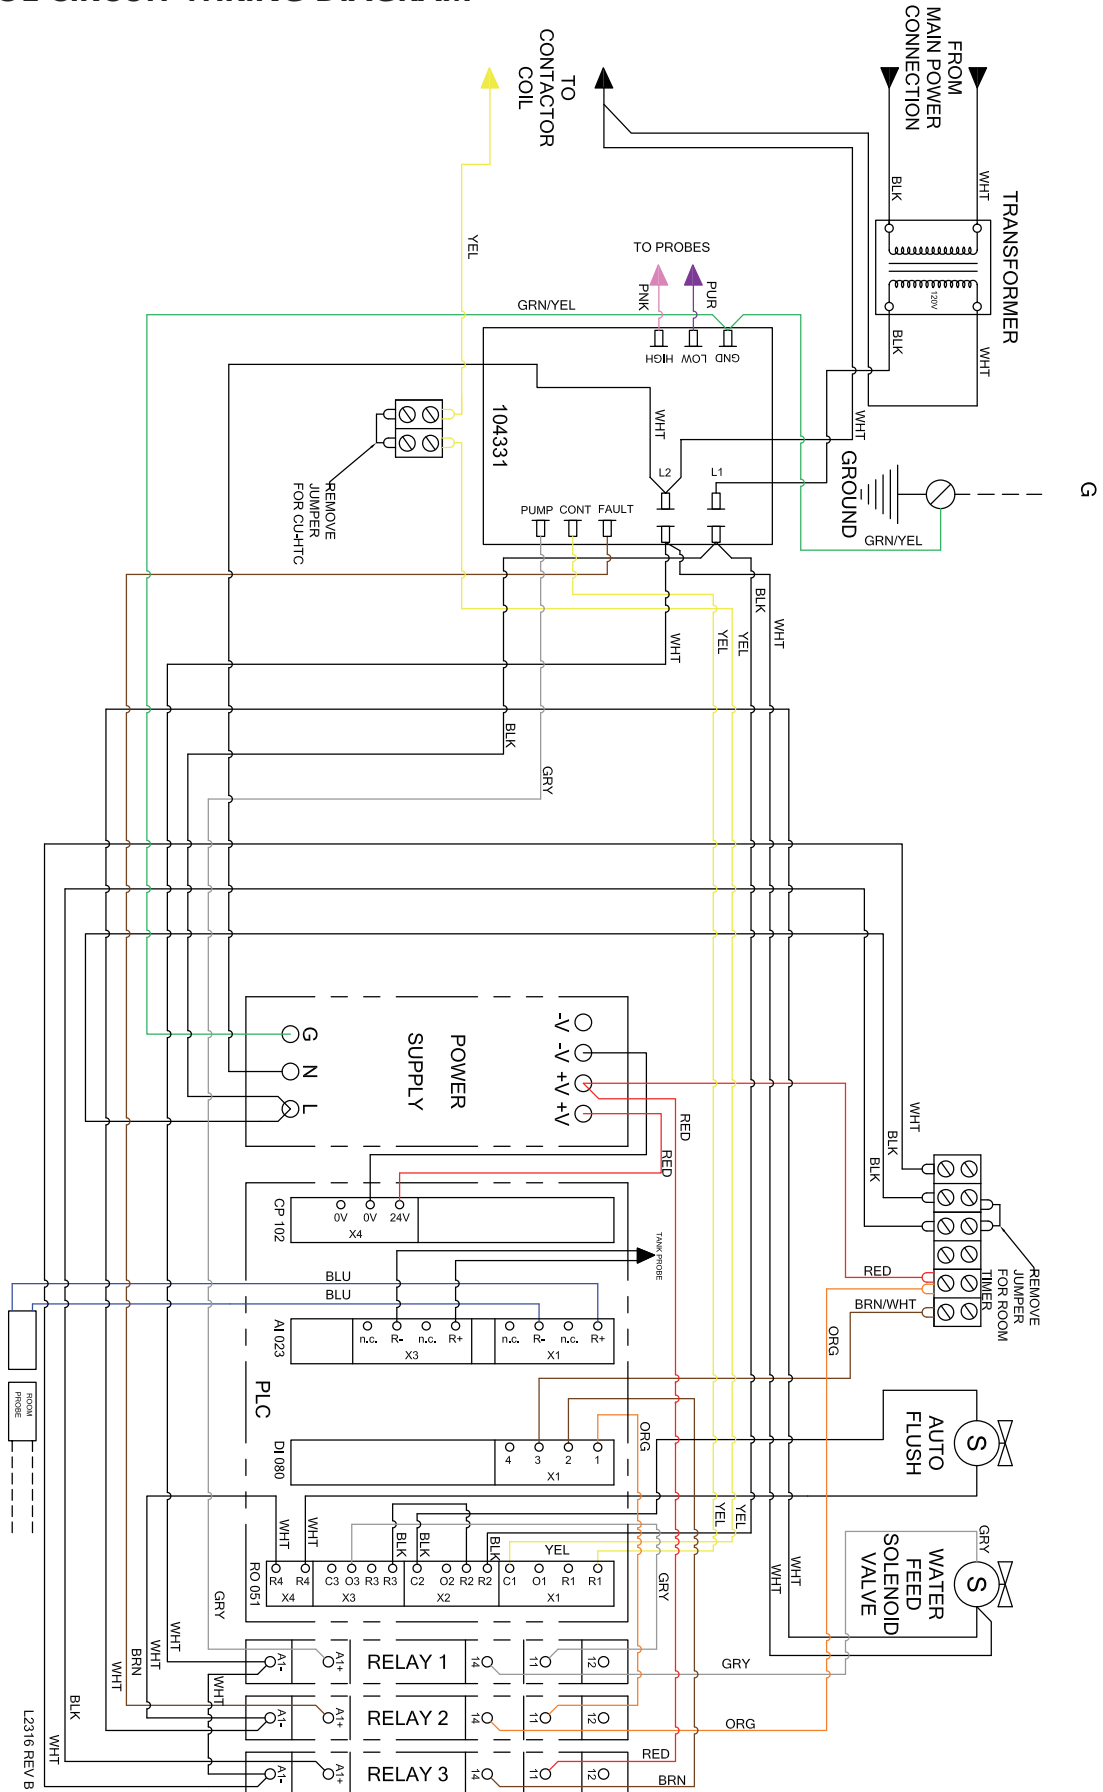 FROM
MAIN POWER
CONNECTION
TO
CONTACTOR
COIL
BLK
WHT
TRANSFORMER
120V
BLK
WHT
YEL
TO PROBES
PNK
PUR
GRN/YEL
HIGH
LOW
GND
104331
WHT
WHT
L2
L1
GROUND
G
GRN/YEL
REMOVE
JUMPER
FOR CU-HTC
PUMP
CONT
FAULT
BLK
WHT
YEL
YEL
WHT
BLK
GRY
G
N
L
POWER
SUPPLY
-V
-V
+V
+V
RED
RED
WHT
BLK
BLK
REMOVE
JUMPER
FOR ROOM
TIMER
RED
BRN/WHT
ORG
CP 102
0V
0V
24V
X4
TANK PROBE
BLU
BLU
AI 023
n.c.
R-
n.c.
R+
X3
n.c.
R-
n.c.
R+
X1
PLC
ROOM
PROBE
DI 080
4
3
2
1
X1
ORG
AUTO
FLUSH
S
YEL
YEL
WHT
WHT
BLK
BLK
BLK
YEL
GRY
RO 051
R4
R4
X4
C3
O3
R3
R3
X3
C2
O2
R2
R2
X2
C1
O1
R1
R1
X1
GRY
WATER
FEED
SOLENOID
VALVE
S
WHT
WHT
GRY
WHT
WHT
BRN
WHT
WHT
A1-
A1+
RELAY 1
14
11
12
GRY
A1-
A1+
RELAY 2
14
11
12
ORG
BLK
WHT
A1-
A1+
RELAY 3
14
11
12
RED
BRN
L2316 REV B